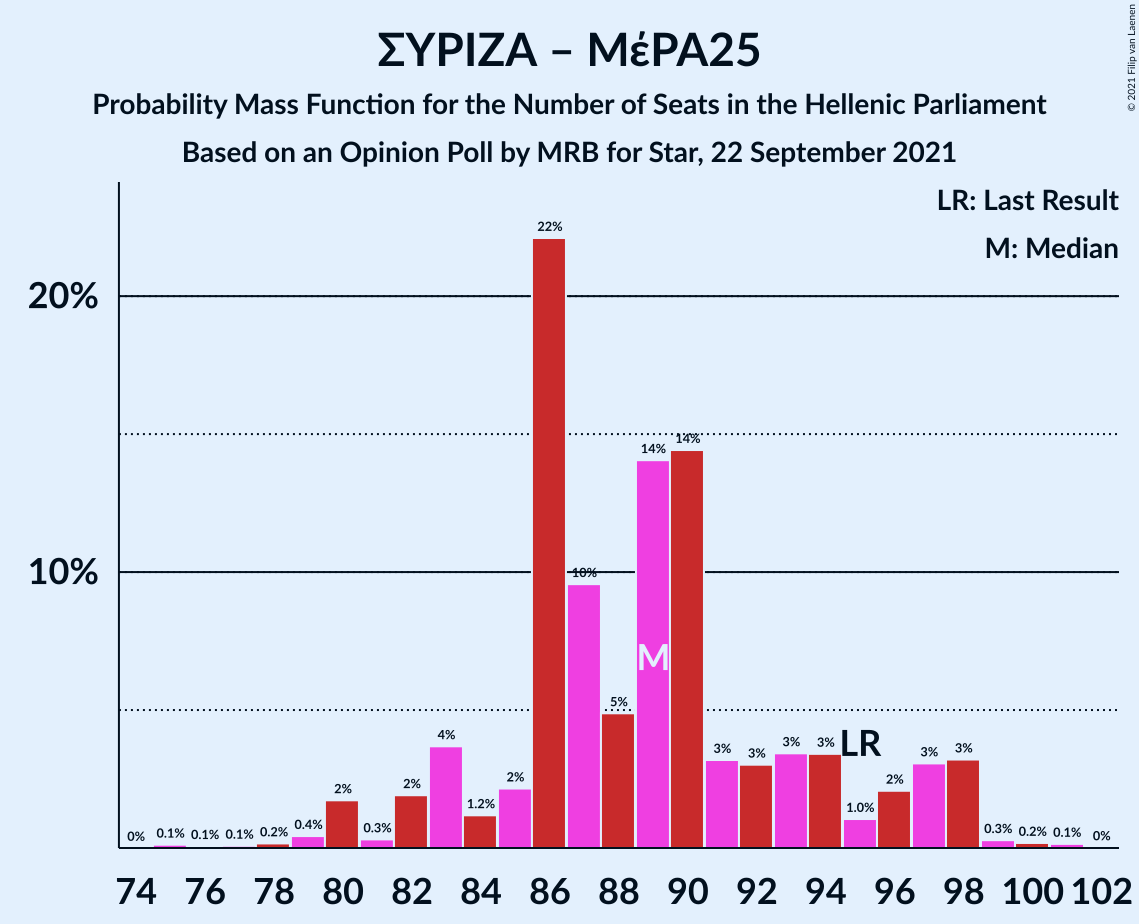 ΣΥΡΙΖΑ – ΜέΡΑ25
Probability Mass Function for the Number of Seats in the Hellenic Parliament
Based on an Opinion Poll by MRB for Star, 22 September 2021
© 2021 Filip van Laenen
LR: Last Result
M: Median
20%
10%
0% 0.1% 0.1% 0.1% 0.2% 0.4% 2% 0.3% 2% 4% 1.2% 2% 22% 10% 5% 14% 14% 3% 3% 3% 3% 1.0% 2% 3% 3% 0.3% 0.2% 0.1% 0%
M
LR
74 76 78 80 82 84 86 88 90 92 94 96 98 100 102